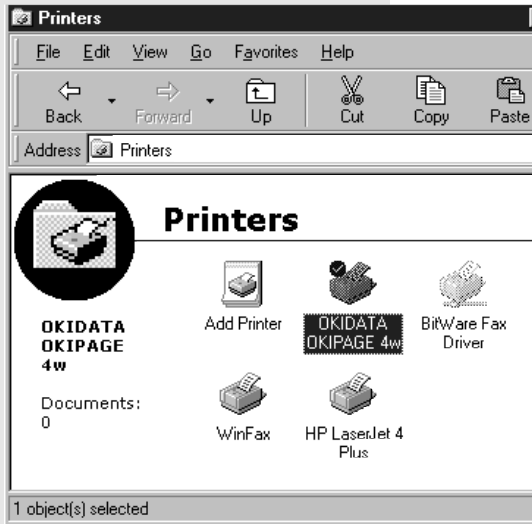 Printers
File Edit View Go Favorites Help
Back Forward Up Cut Copy Paste
Address Printers
Printers
OKIDATA
OKIPAGE
4w
Documents:
0
Add Printer
OKIDATA
OKIPAGE 4w
BitWare Fax
Driver
WinFax
HP LaserJet 4
Plus
1 object(s) selected